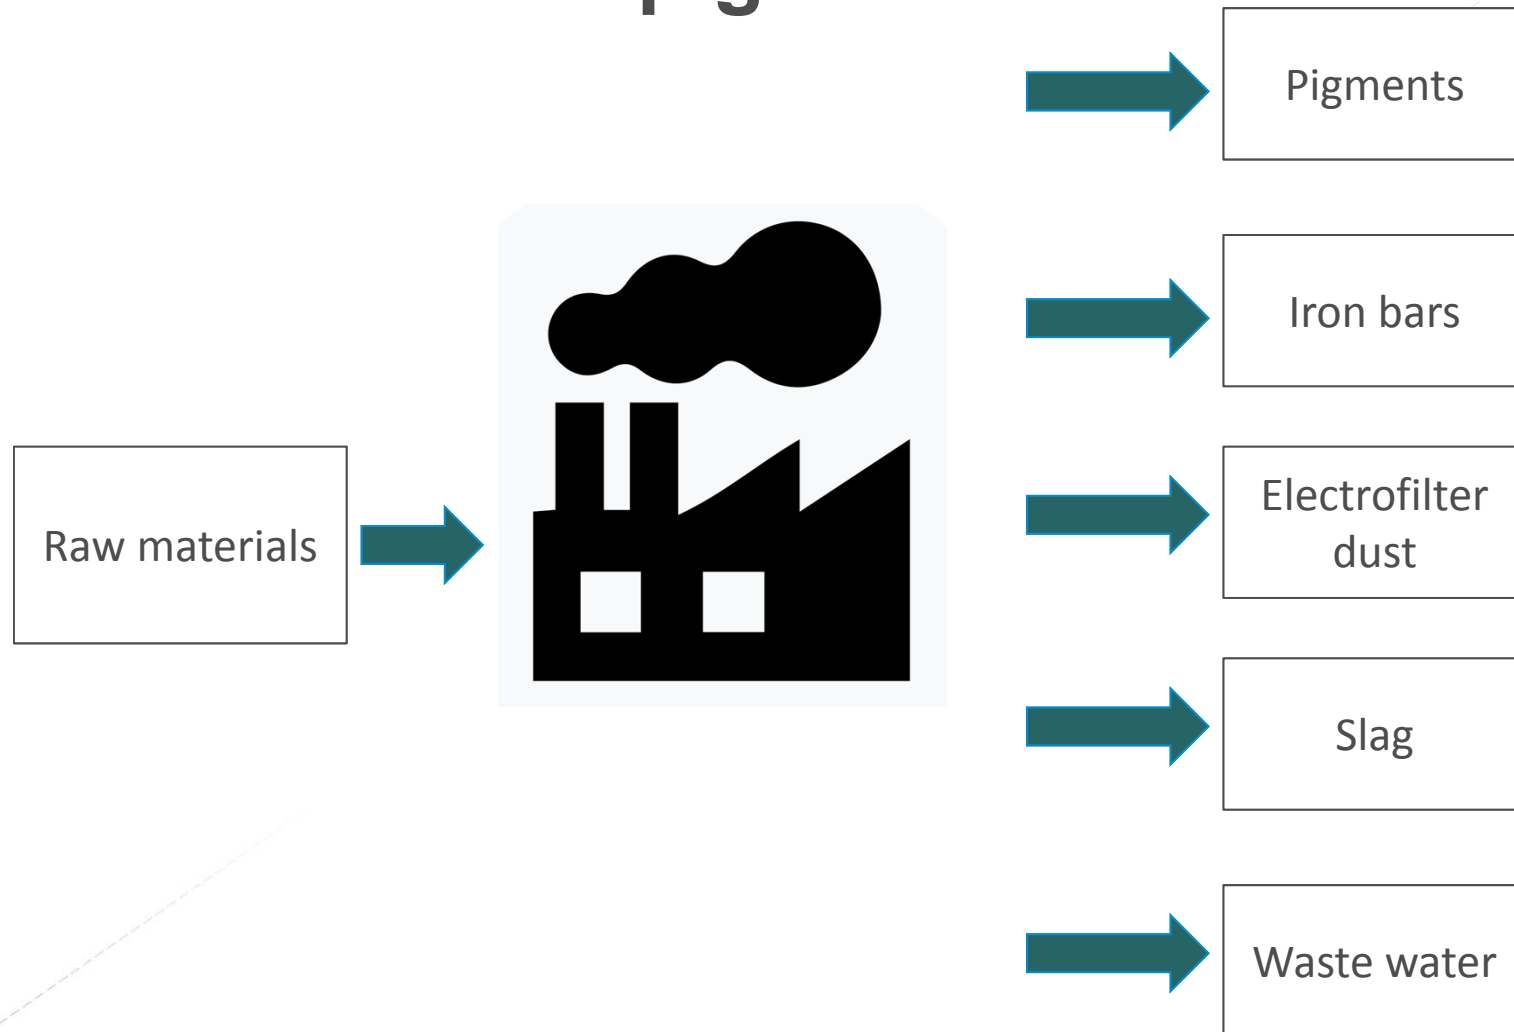 Raw materials
Pigments
Iron bars
Electrofilter
dust
Slag
Waste water